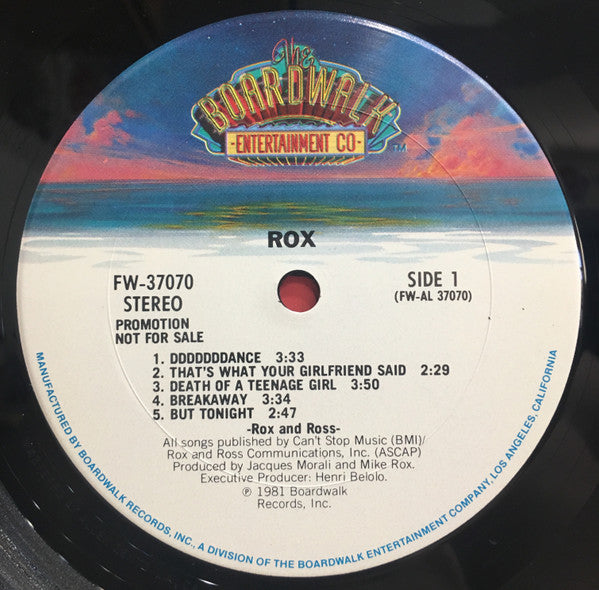 The
BOARDWALK
-ENTERTAINMENT CO-
TM
ROX
FW-37070
STEREO
SIDE 1
(FW-AL 37070)
PROMOTION
NOT FOR SALE
1. DDDDDDDANCE 3:33
2. THAT'S WHAT YOUR GIRLFRIEND SAID 2:29
3. DEATH OF A TEENAGE GIRL 3:50
4. BREAKAWAY 3:34
5. BUT TONIGHT 2:47
-Rox and Ross-
All songs published by Can't Stop Music (BMI)/
Rox and Ross Communications, Inc. (ASCAP)
Produced by Jacques Morali and Mike Rox.
Executive Producer: Henri Belolo.
℗ 1981 Boardwalk
Records, Inc.
MANUFACTURED BY BOARDWALK RECORDS, INC., A DIVISION OF THE BOARDWALK ENTERTAINMENT COMPANY, LOS ANGELES, CALIFORNIA